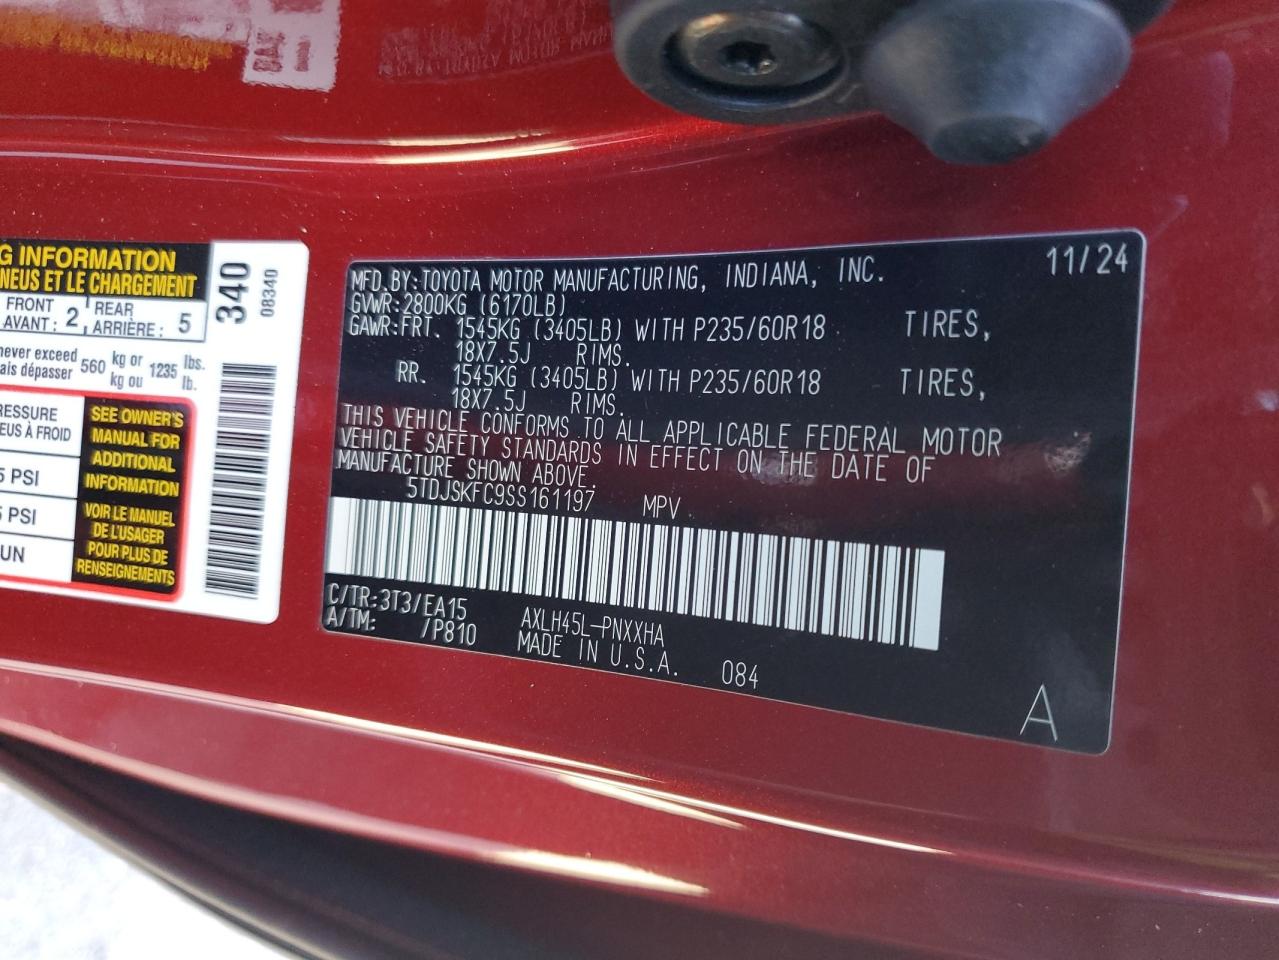 G INFORMATION
NEUS ET LE CHARGEMENT
FRONT 2 REAR 5
AVANT: , ARRIÈRE:
never exceed 560 kg or 1235 lbs.
ais dépasser kg ou lb.
RESSURE
EUS À FROID
5 PSI
5 PSI
UN
SEE OWNER'S
MANUAL FOR
ADDITIONAL
INFORMATION
VOIR LE MANUEL
DE L'USAGER
POUR PLUS DE
RENSEIGNEMENTS
340
08340
11/24
MFD.BY:TOYOTA MOTOR MANUFACTURING, INDIANA, INC.
GVWR:2800KG (6170LB)
GAWR:FRT. 1545KG (3405LB) WITH P235/60R18 TIRES,
18X7.5J RIMS.
RR. 1545KG (3405LB) WITH P235/60R18 TIRES,
18X7.5J RIMS.
THIS VEHICLE CONFORMS TO ALL APPLICABLE FEDERAL MOTOR
VEHICLE SAFETY STANDARDS IN EFFECT ON THE DATE OF
MANUFACTURE SHOWN ABOVE.
5TDJSKFC9SS161197 MPV
C/TR:3T3/EA15 AXLH45L-PNXXHA
A/TM: /P810 MADE IN U.S.A. 084
A